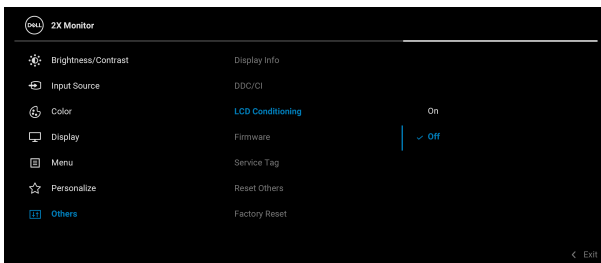 DELL 2X Monitor
Brightness/Contrast Display Info
Input Source DDC/CI
Color LCD Conditioning On
Display Firmware Off
Menu Service Tag
Personalize Reset Others
Others Factory Reset
Exit